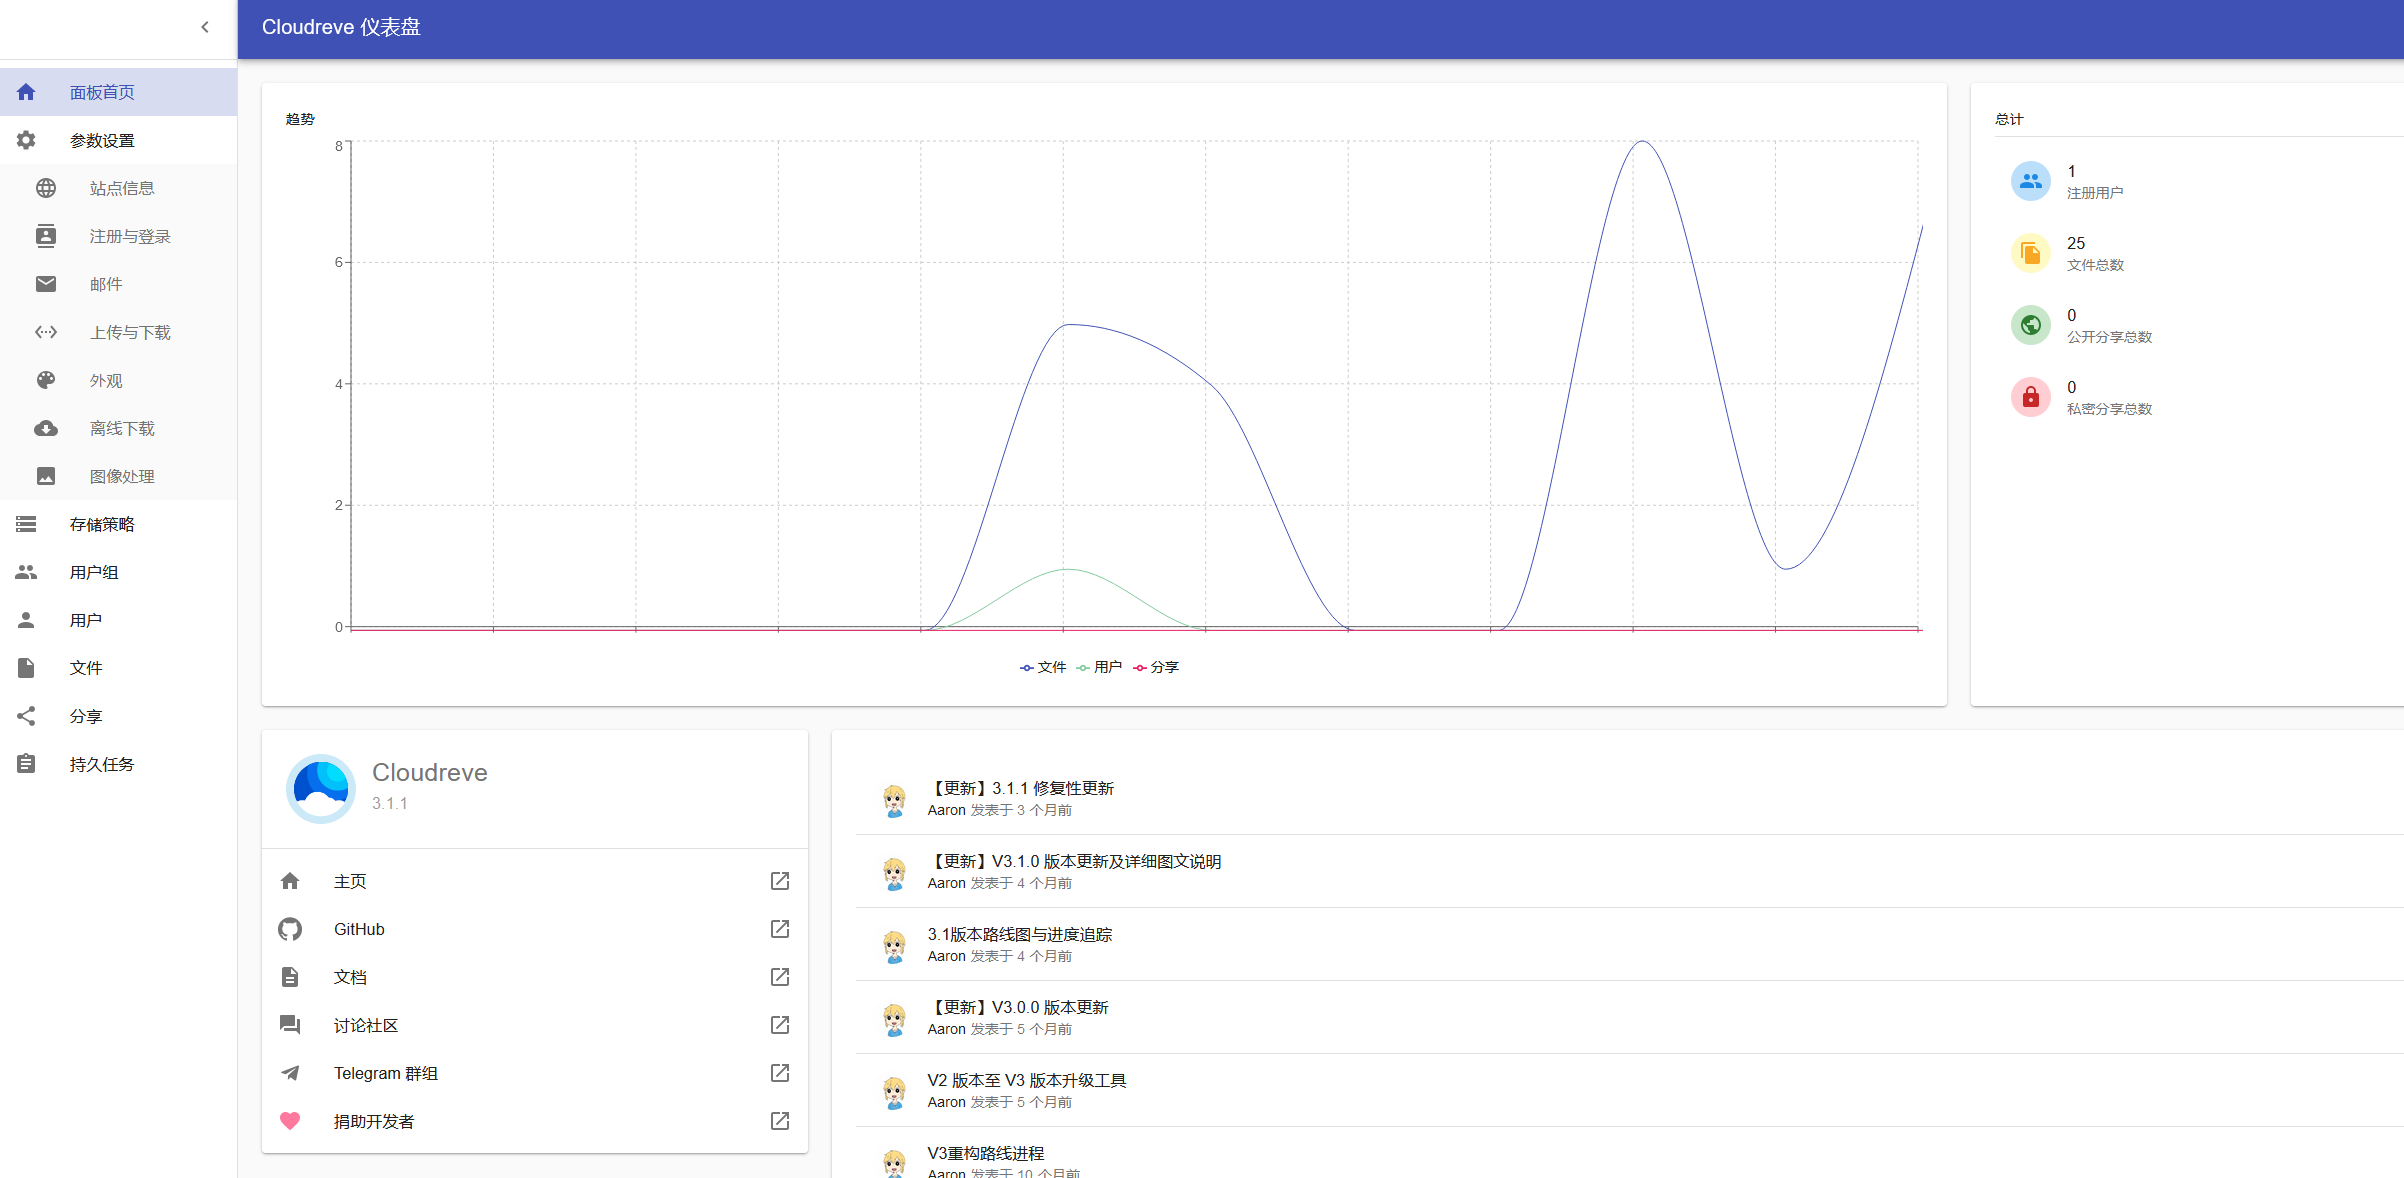 Cloudreve 仪表盘
面板首页
参数设置
站点信息
注册与登录
邮件
上传与下载
外观
离线下载
图像处理
存储策略
用户组
用户
文件
分享
持久任务
趋势
8
6
4
2
0
文件 用户 分享
总计
1
注册用户
25
文件总数
0
公开分享总数
0
私密分享总数
Cloudreve
3.1.1
主页
GitHub
文档
讨论社区
Telegram 群组
捐助开发者
【更新】3.1.1 修复性更新
Aaron 发表于 3 个月前
【更新】V3.1.0 版本更新及详细图文说明
Aaron 发表于 4 个月前
3.1版本路线图与进度追踪
Aaron 发表于 4 个月前
【更新】V3.0.0 版本更新
Aaron 发表于 5 个月前
V2 版本至 V3 版本升级工具
Aaron 发表于 5 个月前
V3重构路线进程
Aaron 发表于 10 个月前